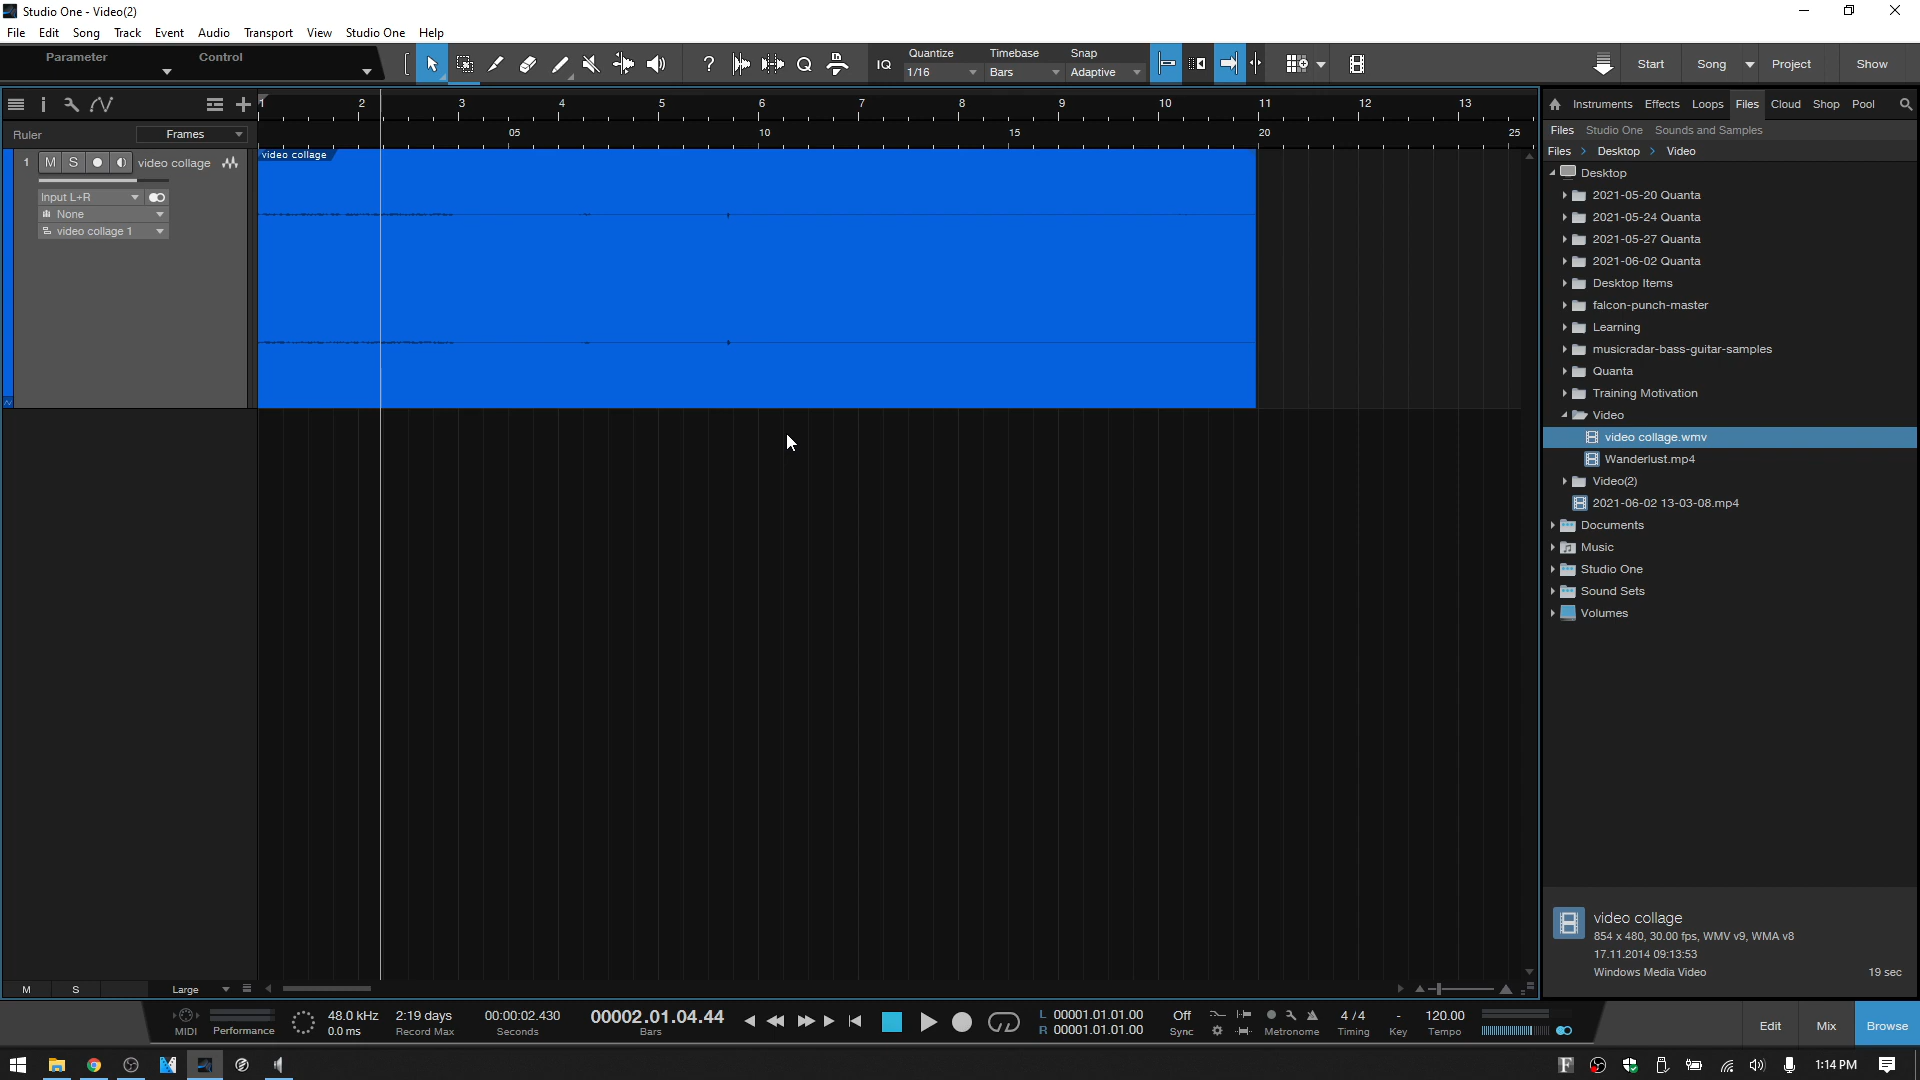 Studio One - Video(2)
File Edit Song Track Event Audio Transport View Studio One Help
Parameter Control
IQ Quantize 1/16 Timebase Bars Snap Adaptive
Start Song Project Show
1 2 3 4 5 6 7 8 9 10 11 12 13
Ruler Frames 05 10 15 20 25
1 M S video collage
Input L+R
None
video collage 1
video collage
Instruments Effects Loops Files Cloud Shop Pool
Files Studio One Sounds and Samples
Files > Desktop > Video
Desktop
2021-05-20 Quanta
2021-05-24 Quanta
2021-05-27 Quanta
2021-06-02 Quanta
Desktop Items
falcon-punch-master
Learning
musicradar-bass-guitar-samples
Quanta
Training Motivation
Video
video collage.wmv
Wanderlust.mp4
Video(2)
2021-06-02 13-03-08.mp4
Documents
Music
Studio One
Sound Sets
Volumes
video collage
854 x 480, 30.00 fps, WMV v9, WMA v8
17.11.2014 09:13:53
Windows Media Video 19 sec
M S Large
MIDI Performance
48.0 kHz
0.0 ms
2:19 days
Record Max
00:00:02.430
Seconds
00002.01.04.44
Bars
L 00001.01.01.00
R 00001.01.01.00
Off
Sync
Metronome
4 / 4
Timing
-
Key
120.00
Tempo
Edit Mix Browse
1:14 PM